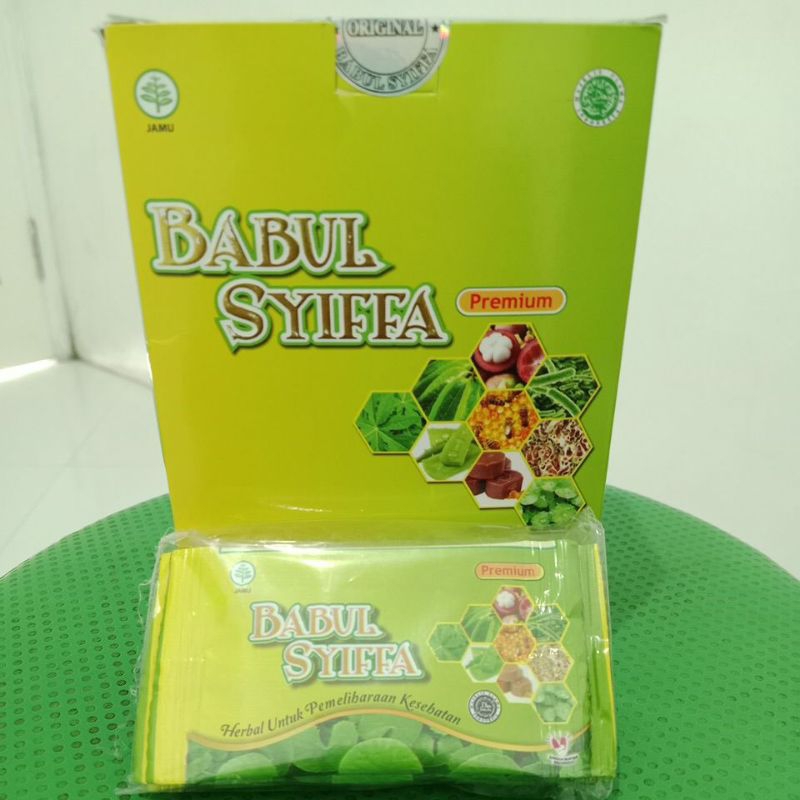 ORIGINAL
BABUL SYIFFA
JAMU
BABUL
SYIFFA
Premium
JAMU
Premium
BABUL
SYIFFA
Herbal Untuk Pemeliharaan Kesehatan